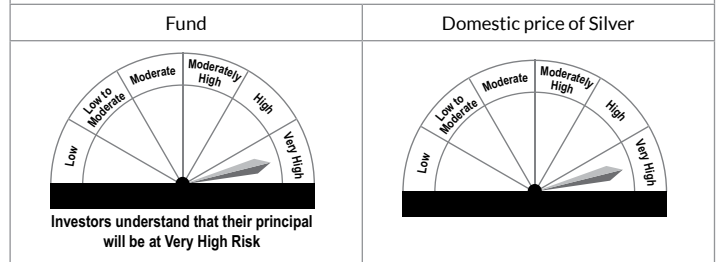 Fund
Domestic price of Silver
Low
Low to
Moderate
Moderate
Moderately
High
High
Very High
Investors understand that their principal
will be at Very High Risk
Low
Low to
Moderate
Moderate
Moderately
High
High
Very High